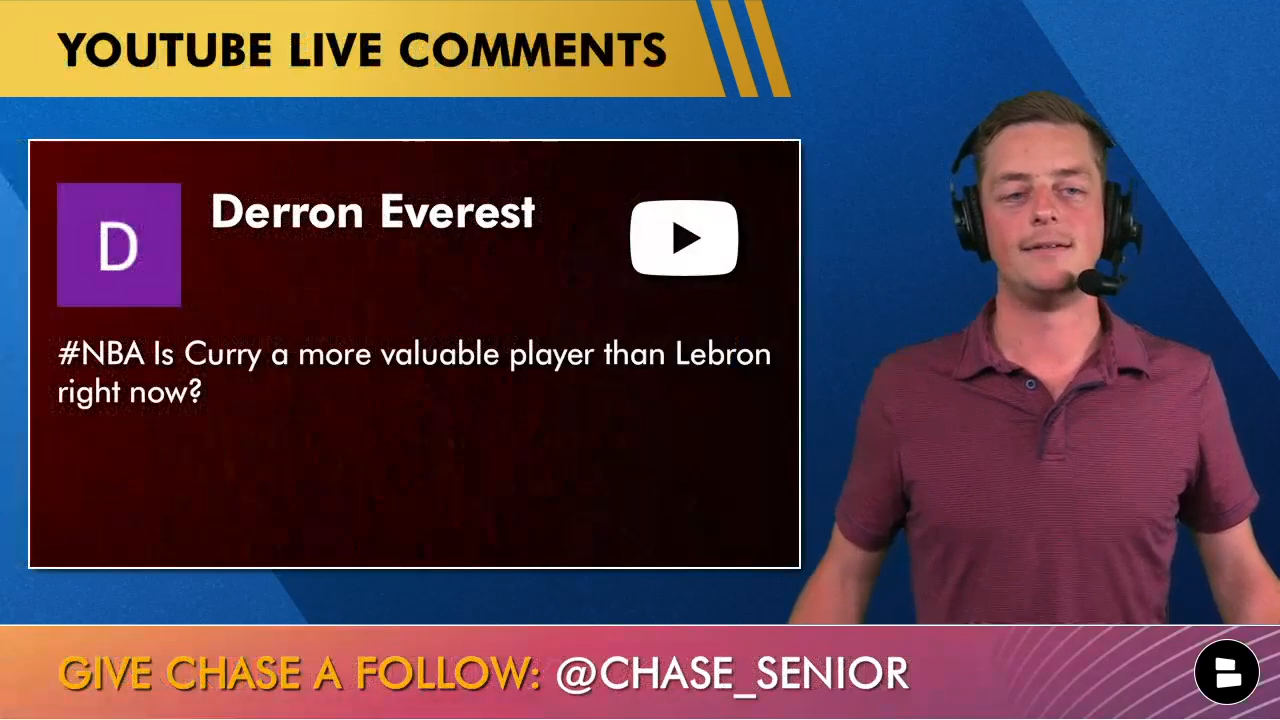 YOUTUBE LIVE COMMENTS
D
Derron Everest
#NBA Is Curry a more valuable player than Lebron
right now?
GIVE CHASE A FOLLOW: @CHASE_SENIOR